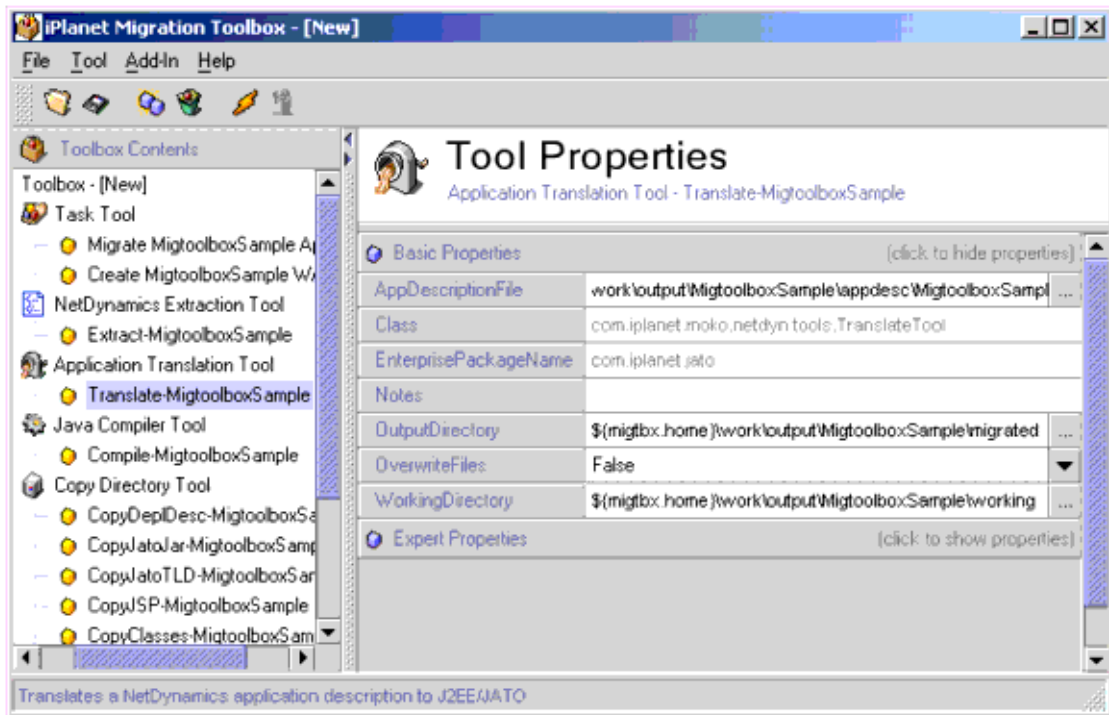 iPlanet Migration Toolbox - [New]
File Tool Add-In Help
Toolbox Contents
Toolbox - [New]
Task Tool
Migrate MigtoolboxSample A
Create MigtoolboxSample W
NetDynamics Extraction Tool
Extract-MigtoolboxSample
Application Translation Tool
Translate-MigtoolboxSample
Java Compiler Tool
Compile-MigtoolboxSample
Copy Directory Tool
CopyDeplDesc-MigtoolboxSa
CopyJatoJar-MigtoolboxSamp
CopyJatoTLD-MigtoolboxSar
CopyJSP-MigtoolboxSample
CopyClasses-MigtoolboxSam
Tool Properties
Application Translation Tool - Translate-MigtoolboxSample
Basic Properties (click to hide properties)
AppDescriptionFile work\output\MigtoolboxSample\appdesc\MigtoolboxSampl ...
Class com.iplanet.moko.netdyn.tools.TranslateTool
EnterprisePackageName com.iplanet.jato
Notes
OutputDirectory ${migtbx.home}\work\output\MigtoolboxSample\migrated ...
OverwriteFiles False
WorkingDirectory ${migtbx.home}\work\output\MigtoolboxSample\working ...
Expert Properties (click to show properties)
Translates a NetDynamics application description to J2EE/JATO